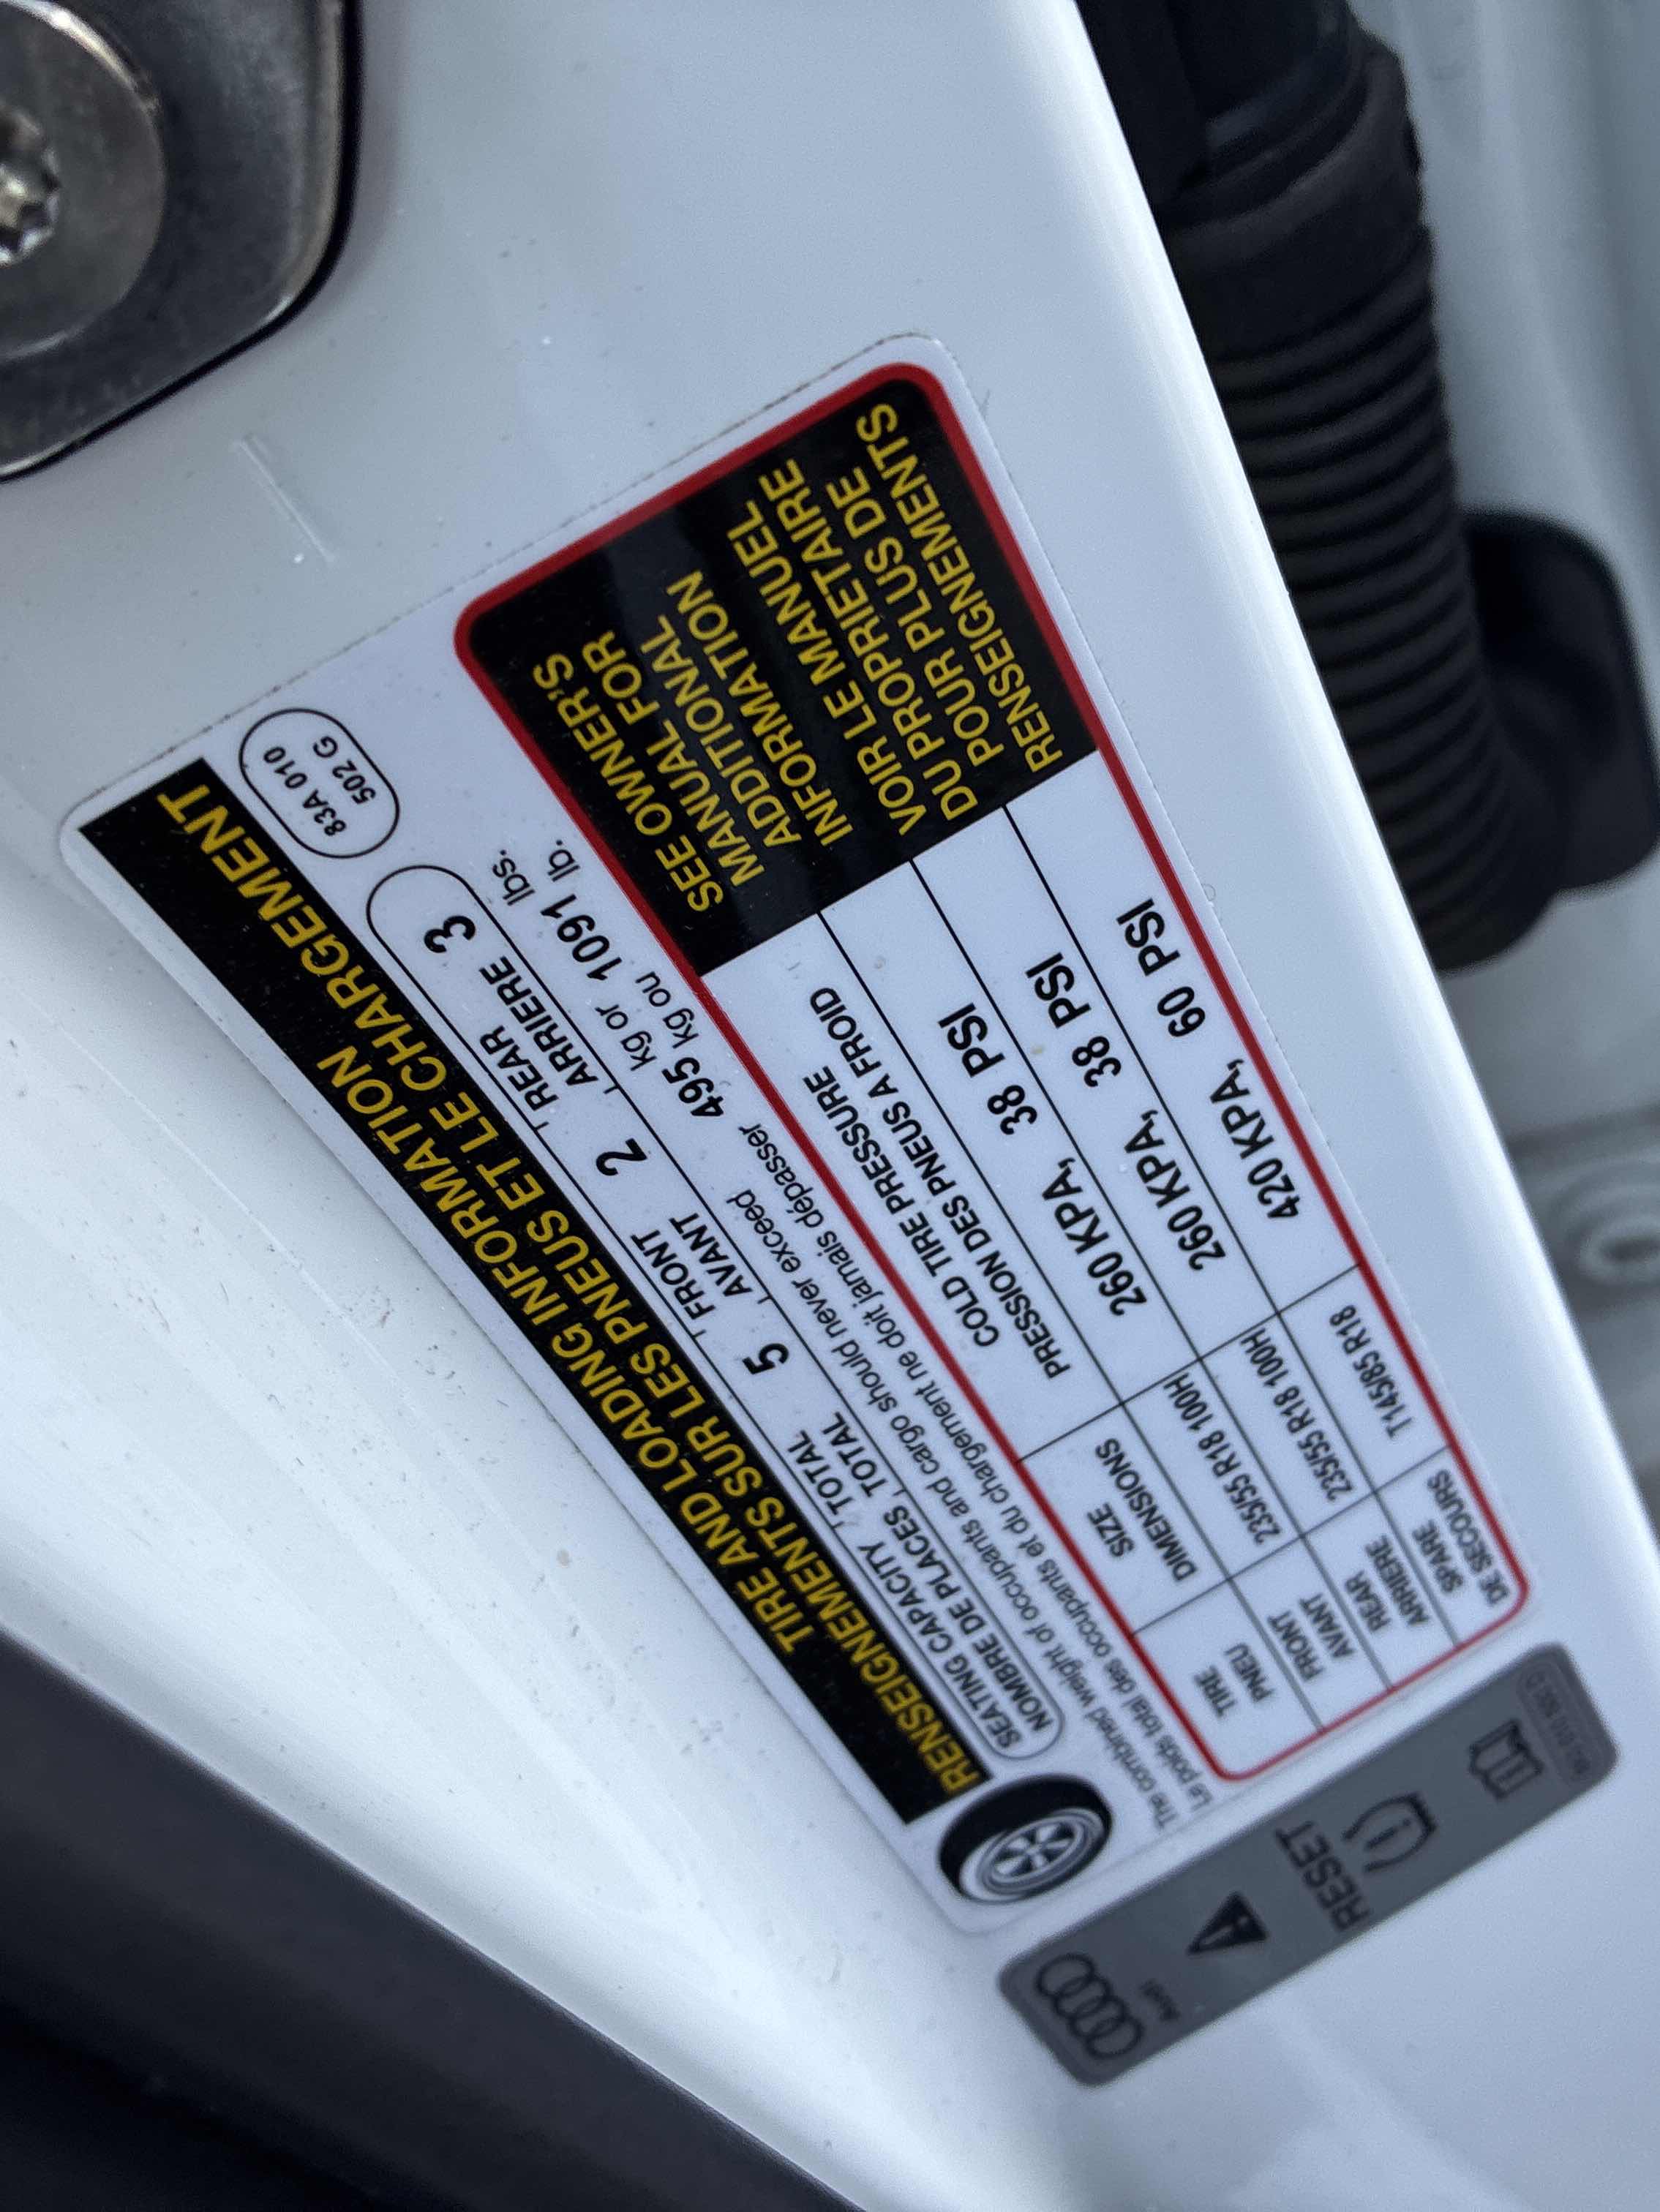 TIRE AND LOADING INFORMATION
RENSEIGNEMENTS SUR LES PNEUS ET LE CHARGEMENT
83A 010
502 G
SEATING CAPACITY TOTAL 5 FRONT 2 REAR 3
NOMBRE DE PLACES, TOTAL , AVANT , ARRIERE
The combined weight of occupants and cargo should never exceed 495 kg or 1091 lbs.
Le poids total des occupants et du chargement ne doit jamais dépasser kg ou lb.
TIRE SIZE COLD TIRE PRESSURE
PNEU DIMENSIONS PRESSION DES PNEUS A FROID
FRONT
AVANT
235/55 R18 100H 260 KPA, 38 PSI
REAR
ARRIERE
235/55 R18 100H 260 KPA, 38 PSI
SPARE
DE SECOURS
T145/85 R18 420 KPA, 60 PSI
SEE OWNER'S
MANUAL FOR
ADDITIONAL
INFORMATION
VOIR LE MANUEL
DU PROPRIETAIRE
POUR PLUS DE
RENSEIGNEMENTS
Audi
RESET